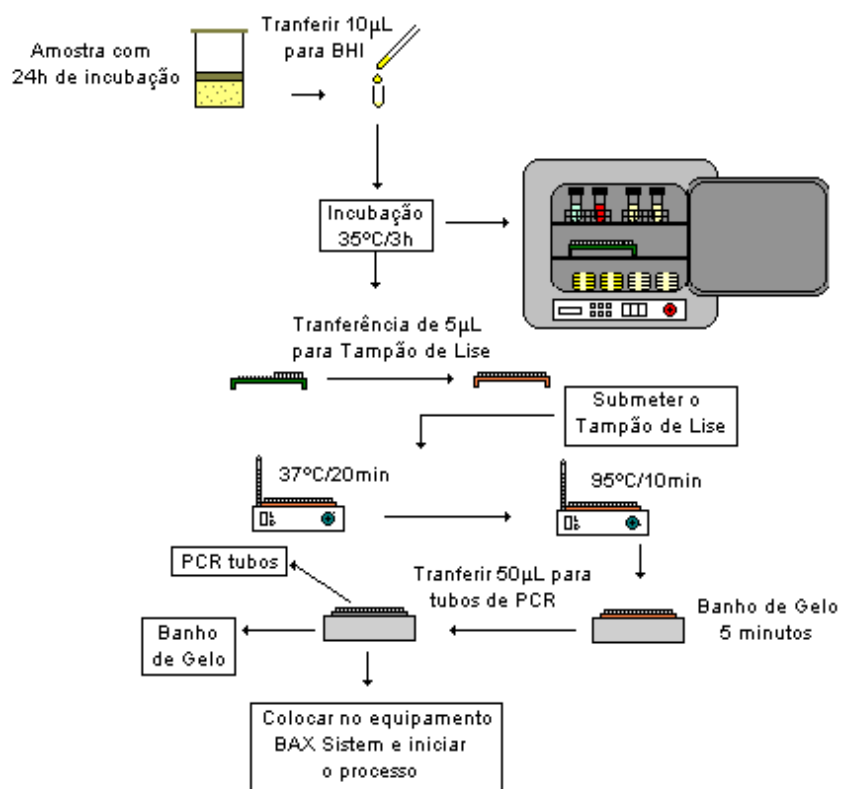 Amostra com
24h de incubação
Tranferir 10µL
para BHI
Incubação
35ºC/3h
Tranferência de 5µL
para Tampão de Lise
Submeter o
Tampão de Lise
37ºC/20min
95ºC/10min
PCR tubos
Tranferir 50µL para
tubos de PCR
Banho de Gelo
5 minutos
Banho
de Gelo
Colocar no equipamento
BAX Sistem e iniciar
o processo